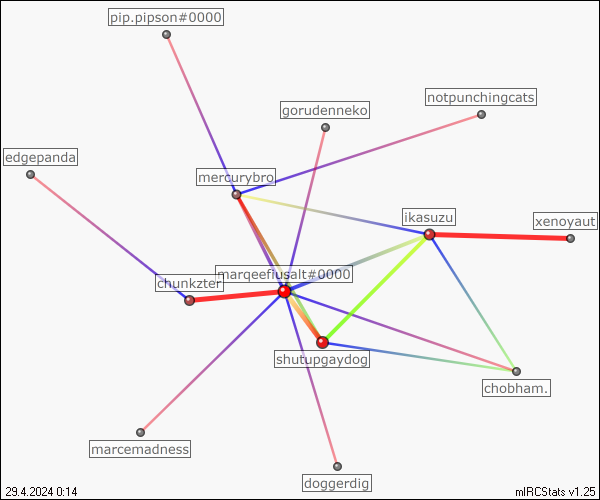 pip.pipson#0000
notpunchingcats
gorudenneko
edgepanda
mercurybro
ikasuzu
xenoyaut
marqeefiusalt#0000
chunkzter
shutupgaydog
chobham.
marcemadness
doggerdig
29.4.2024 0:14
mIRCStats v1.25